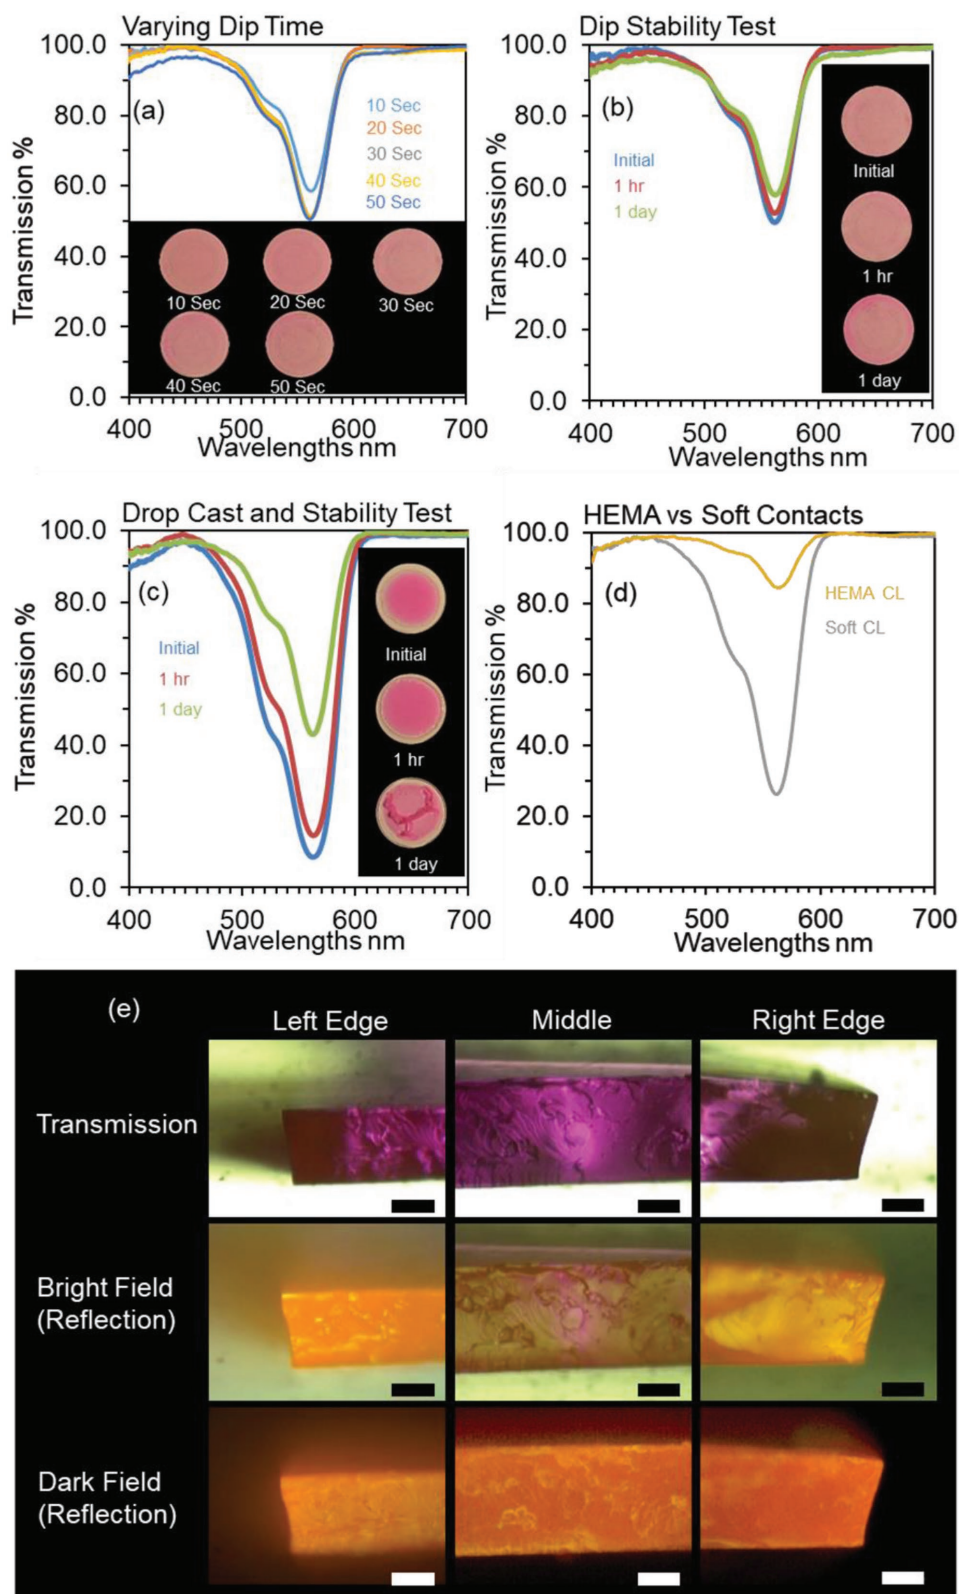 Varying Dip Time
100.0
80.0
60.0
40.0
20.0
0.0
Transmission %
(a)
10 Sec
20 Sec
30 Sec
40 Sec
50 Sec
10 Sec
20 Sec
30 Sec
40 Sec
50 Sec
400
500
600
700
Wavelengths nm
Dip Stability Test
100.0
80.0
60.0
40.0
20.0
0.0
Transmission %
(b)
Initial
1 hr
1 day
Initial
1 hr
1 day
400
500
600
700
Wavelengths nm
Drop Cast and Stability Test
100.0
80.0
60.0
40.0
20.0
0.0
Transmission %
(c)
Initial
1 hr
1 day
Initial
1 hr
1 day
400
500
600
700
Wavelengths nm
HEMA vs Soft Contacts
100.0
80.0
60.0
40.0
20.0
0.0
Transmission %
(d)
HEMA CL
Soft CL
400
500
600
700
Wavelengths nm
(e)
Left Edge
Middle
Right Edge
Transmission
Bright Field
(Reflection)
Dark Field
(Reflection)